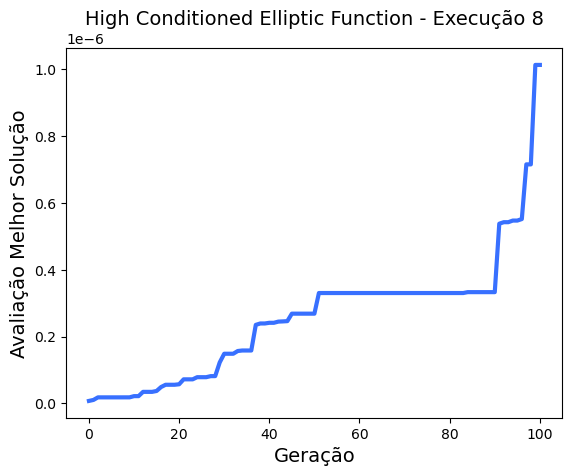 High Conditioned Elliptic Function - Execução 8
1e−6
1.0
0.8
0.6
0.4
0.2
0.0
Avaliação Melhor Solução
0 20 40 60 80 100
Geração